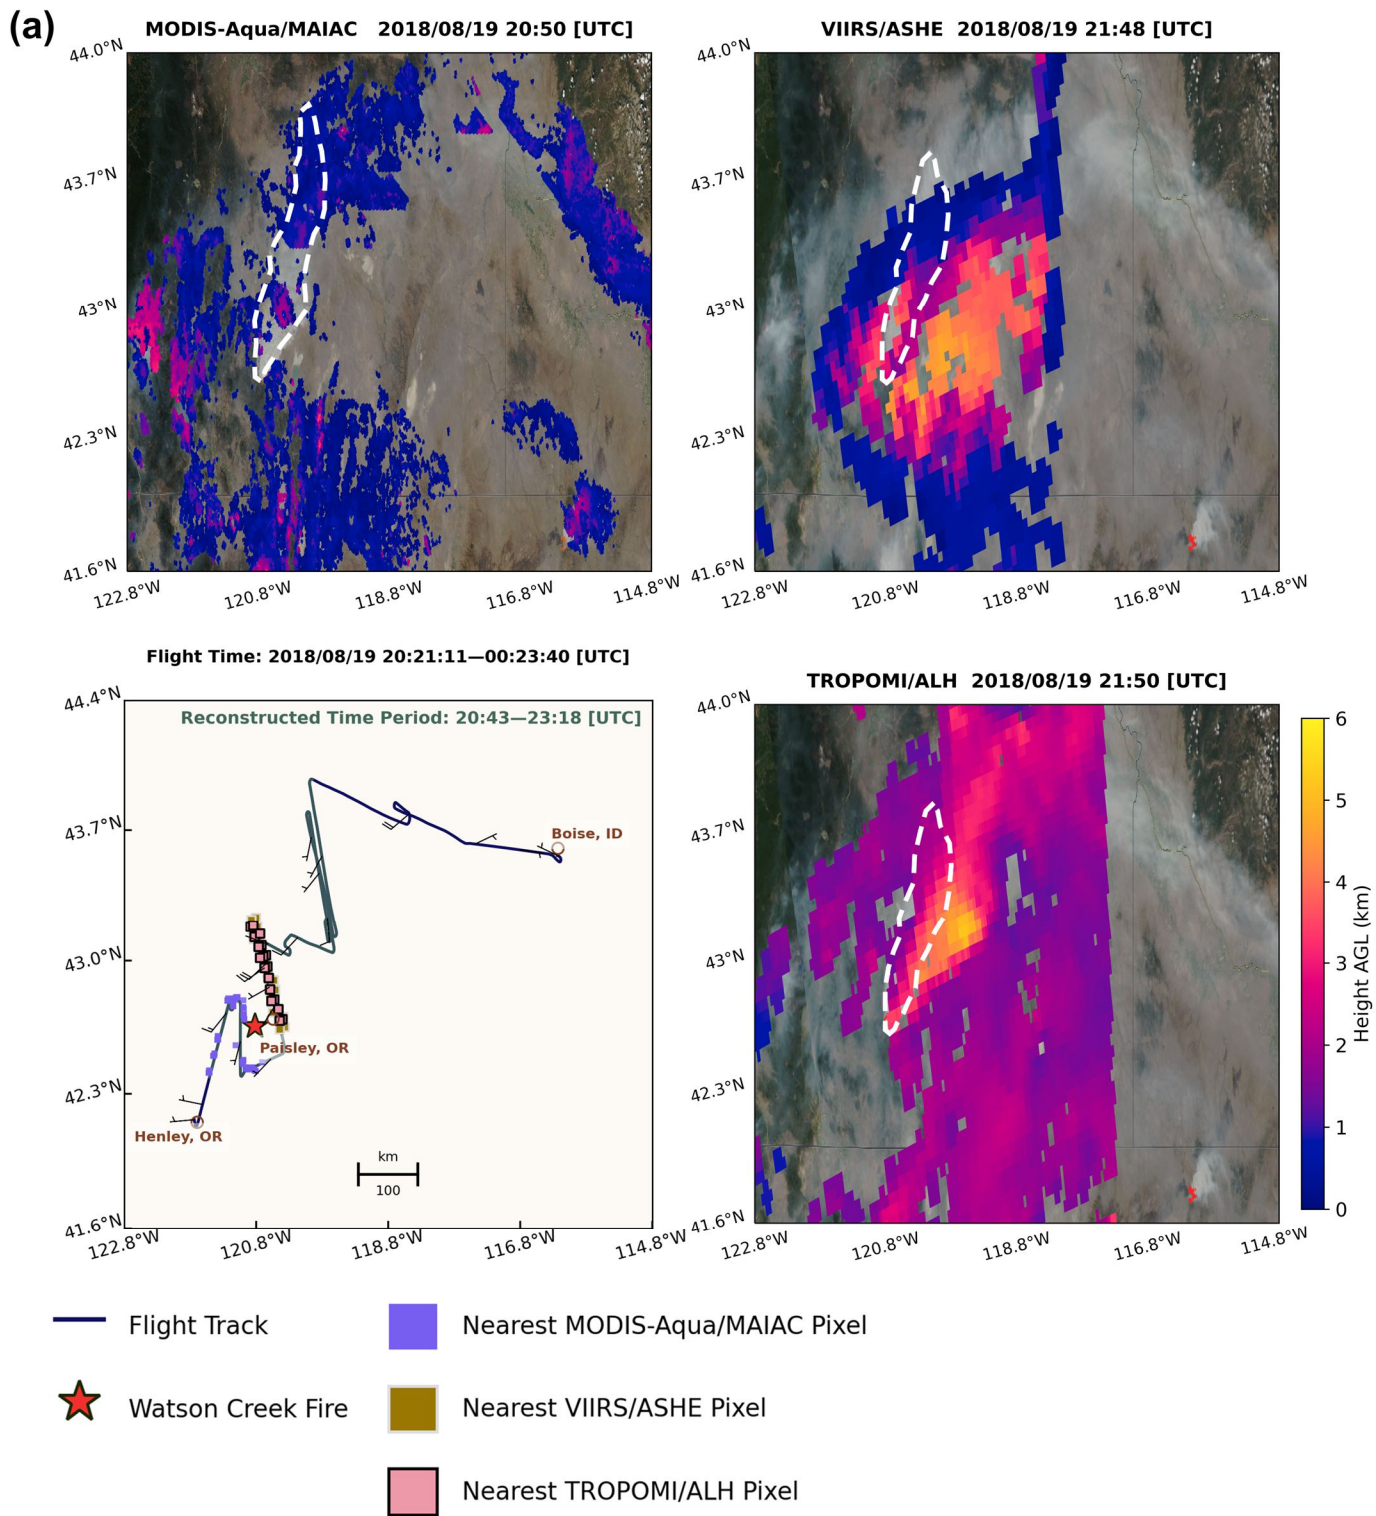 (a)
MODIS-Aqua/MAIAC 2018/08/19 20:50 [UTC]
44.0°N
43.7°N
43°N
42.3°N
41.6°N
122.8°W
120.8°W
118.8°W
116.8°W
114.8°W
VIIRS/ASHE 2018/08/19 21:48 [UTC]
44.0°N
43.7°N
43°N
42.3°N
41.6°N
122.8°W
120.8°W
118.8°W
116.8°W
114.8°W
Flight Time: 2018/08/19 20:21:11—00:23:40 [UTC]
Reconstructed Time Period: 20:43—23:18 [UTC]
44.4°N
43.7°N
43.0°N
42.3°N
41.6°N
Boise, ID
Paisley, OR
Henley, OR
km
100
122.8°W
120.8°W
118.8°W
116.8°W
114.8°W
TROPOMI/ALH 2018/08/19 21:50 [UTC]
44.0°N
43.7°N
43°N
42.3°N
41.6°N
122.8°W
120.8°W
118.8°W
116.8°W
114.8°W
6
5
4
3
2
1
0
Height AGL (km)
Flight Track
Nearest MODIS-Aqua/MAIAC Pixel
Watson Creek Fire
Nearest VIIRS/ASHE Pixel
Nearest TROPOMI/ALH Pixel